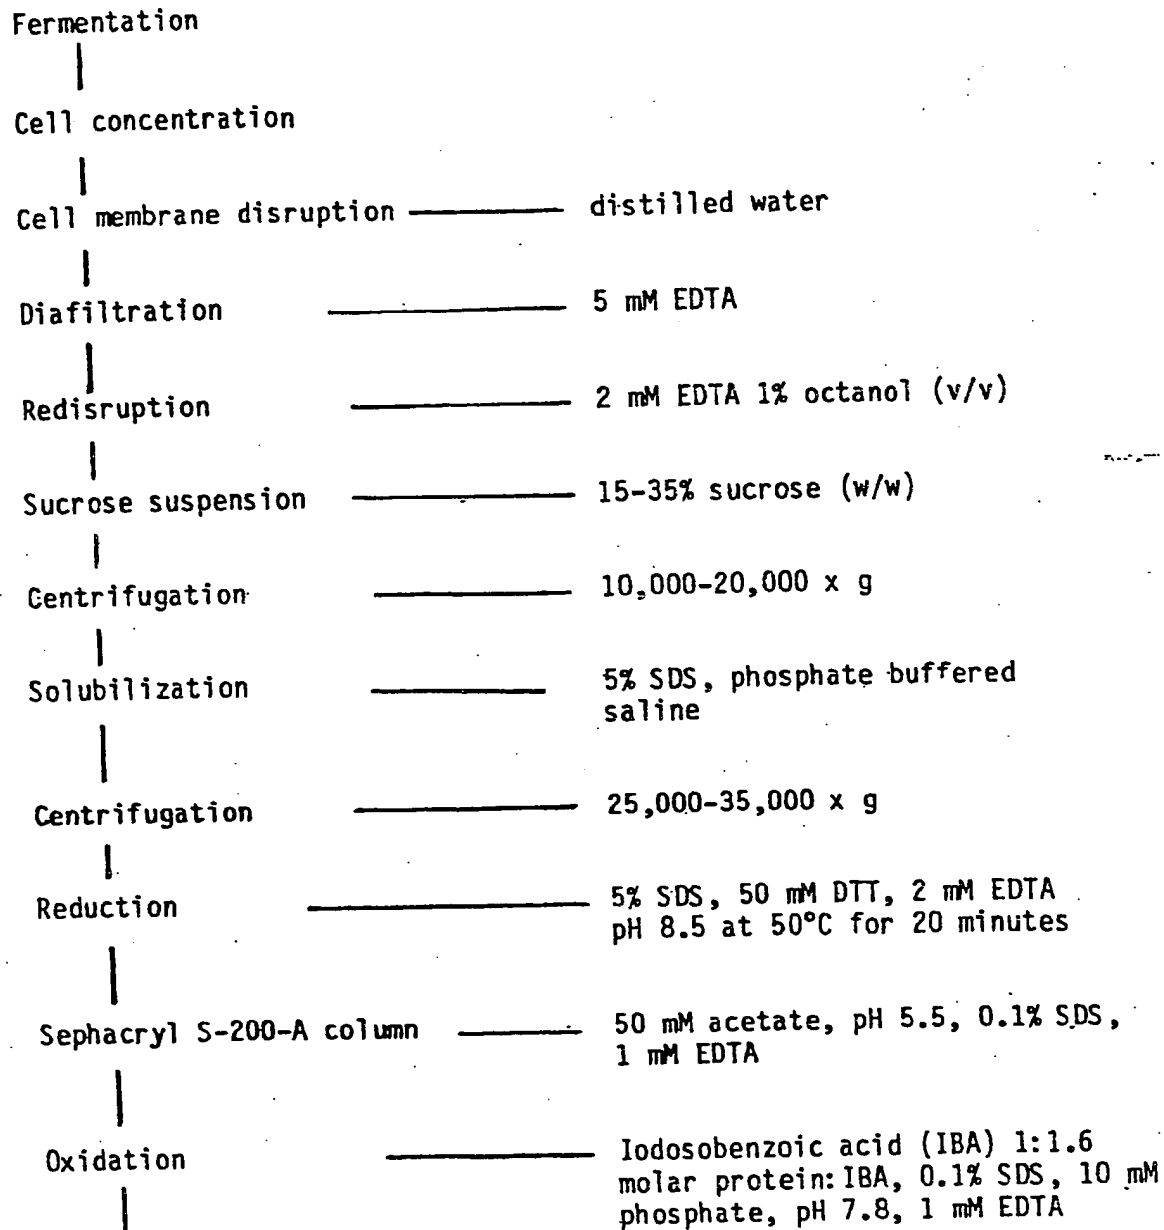 Fermentation
Cell concentration
Cell membrane disruption distilled water
Diafiltration 5 mM EDTA
Redisruption 2 mM EDTA 1% octanol (v/v)
Sucrose suspension 15-35% sucrose (w/w)
Centrifugation 10,000-20,000 x g
Solubilization 5% SDS, phosphate buffered
saline
Centrifugation 25,000-35,000 x g
Reduction 5% SDS, 50 mM DTT, 2 mM EDTA
pH 8.5 at 50°C for 20 minutes
Sephacryl S-200-A column 50 mM acetate, pH 5.5, 0.1% SDS,
1 mM EDTA
Oxidation Iodosobenzoic acid (IBA) 1:1.6
molar protein:IBA, 0.1% SDS, 10 mM
phosphate, pH 7.8, 1 mM EDTA